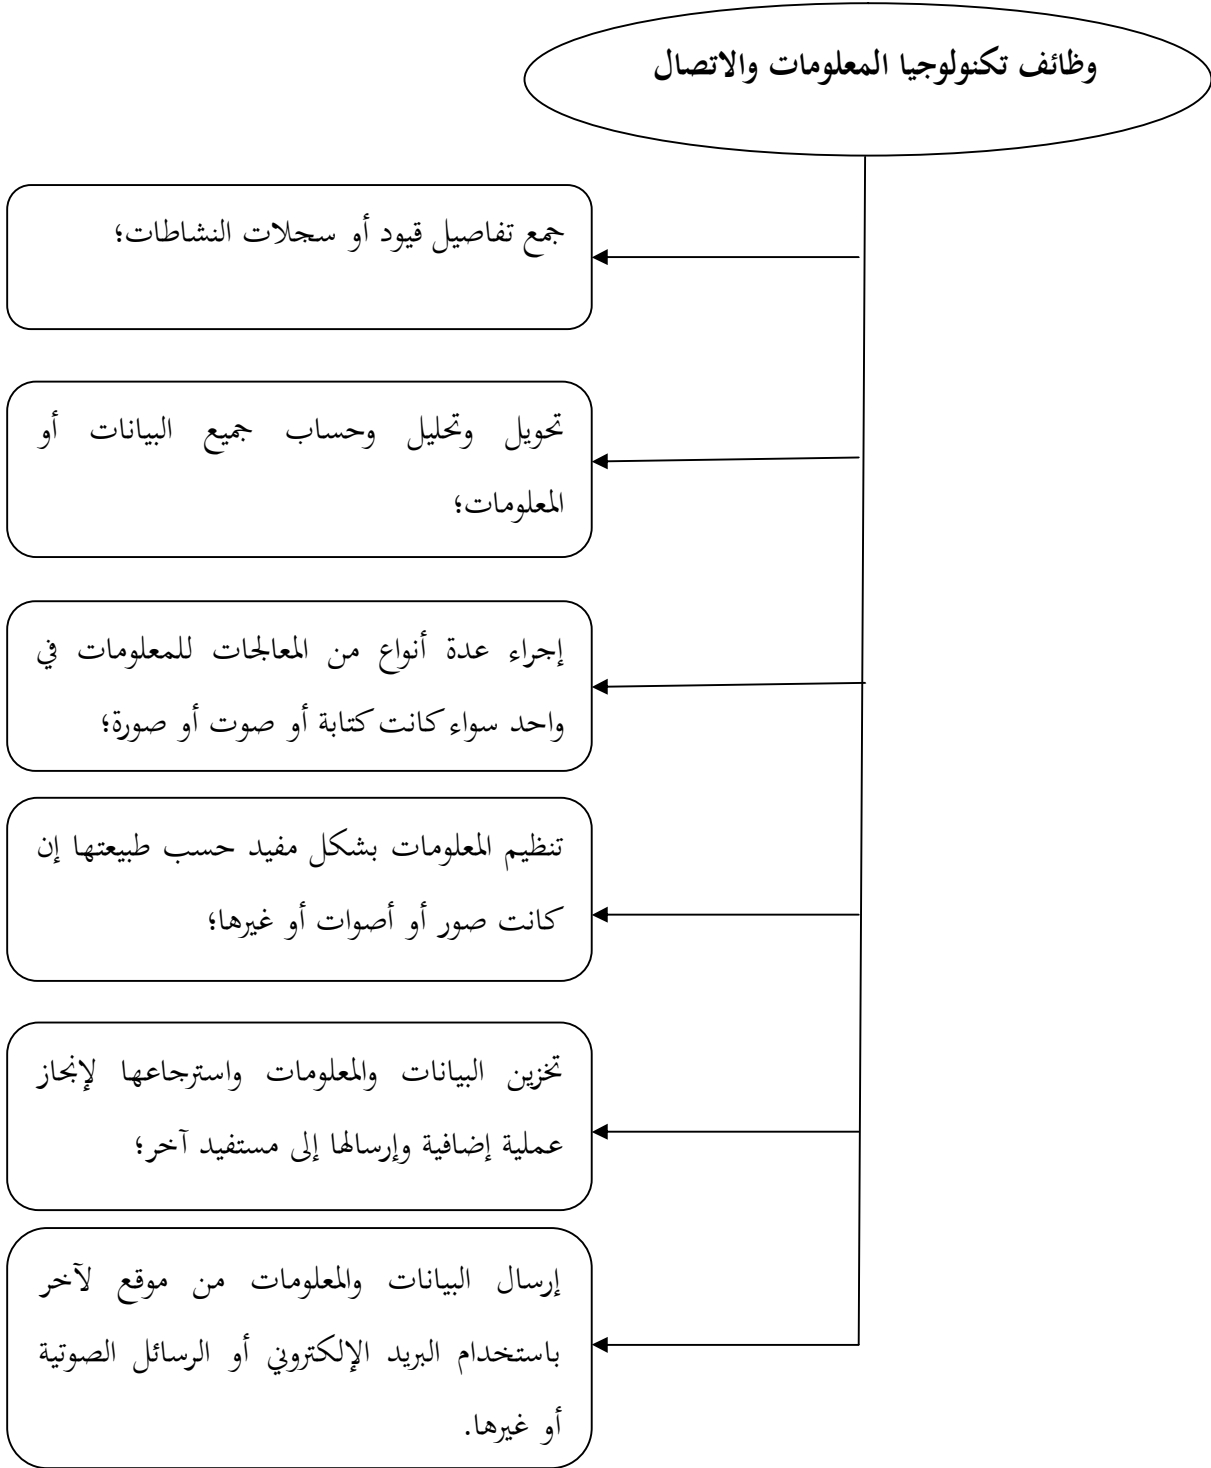 وظائف تكنولوجيا المعلومات والاتصال
جمع تفاصيل قيود أو سجلات النشاطات؛
تحويل وتحليل وحساب جميع البيانات أو
المعلومات؛
إجراء عدة أنواع من المعالجات للمعلومات في
واحد سواء كانت كتابة أو صوت أو صورة؛
تنظيم المعلومات بشكل مفيد حسب طبيعتها إن
كانت صور أو أصوات أو غيرها؛
تخزين البيانات والمعلومات واسترجاعها لإنجاز
عملية إضافية وإرسالها إلى مستفيد آخر؛
إرسال البيانات والمعلومات من موقع لآخر
باستخدام البريد الإلكتروني أو الرسائل الصوتية
أو غيرها.